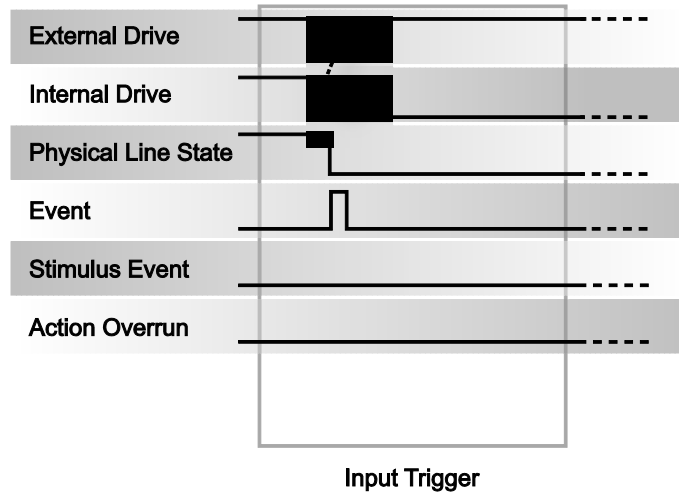 External Drive
Internal Drive
Physical Line State
Event
Stimulus Event
Action Overrun
Input Trigger